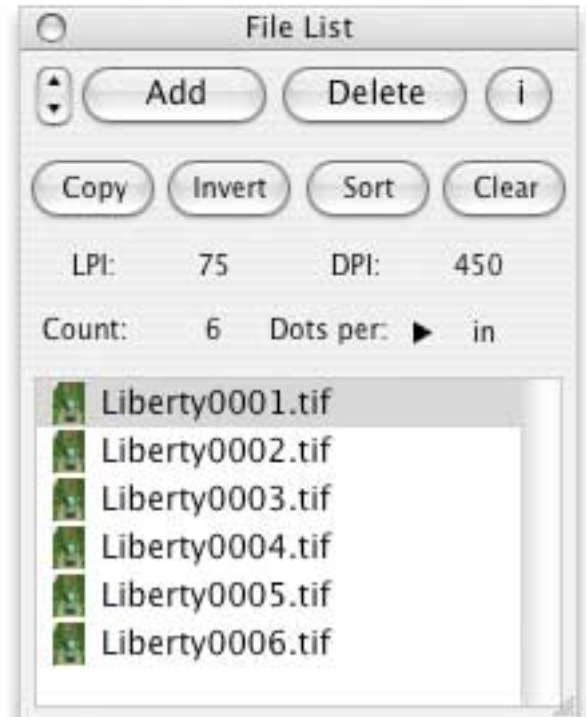 File List
Add Delete i
Copy Invert Sort Clear
LPI: 75 DPI: 450
Count: 6 Dots per: ▶ in
Liberty0001.tif
Liberty0002.tif
Liberty0003.tif
Liberty0004.tif
Liberty0005.tif
Liberty0006.tif